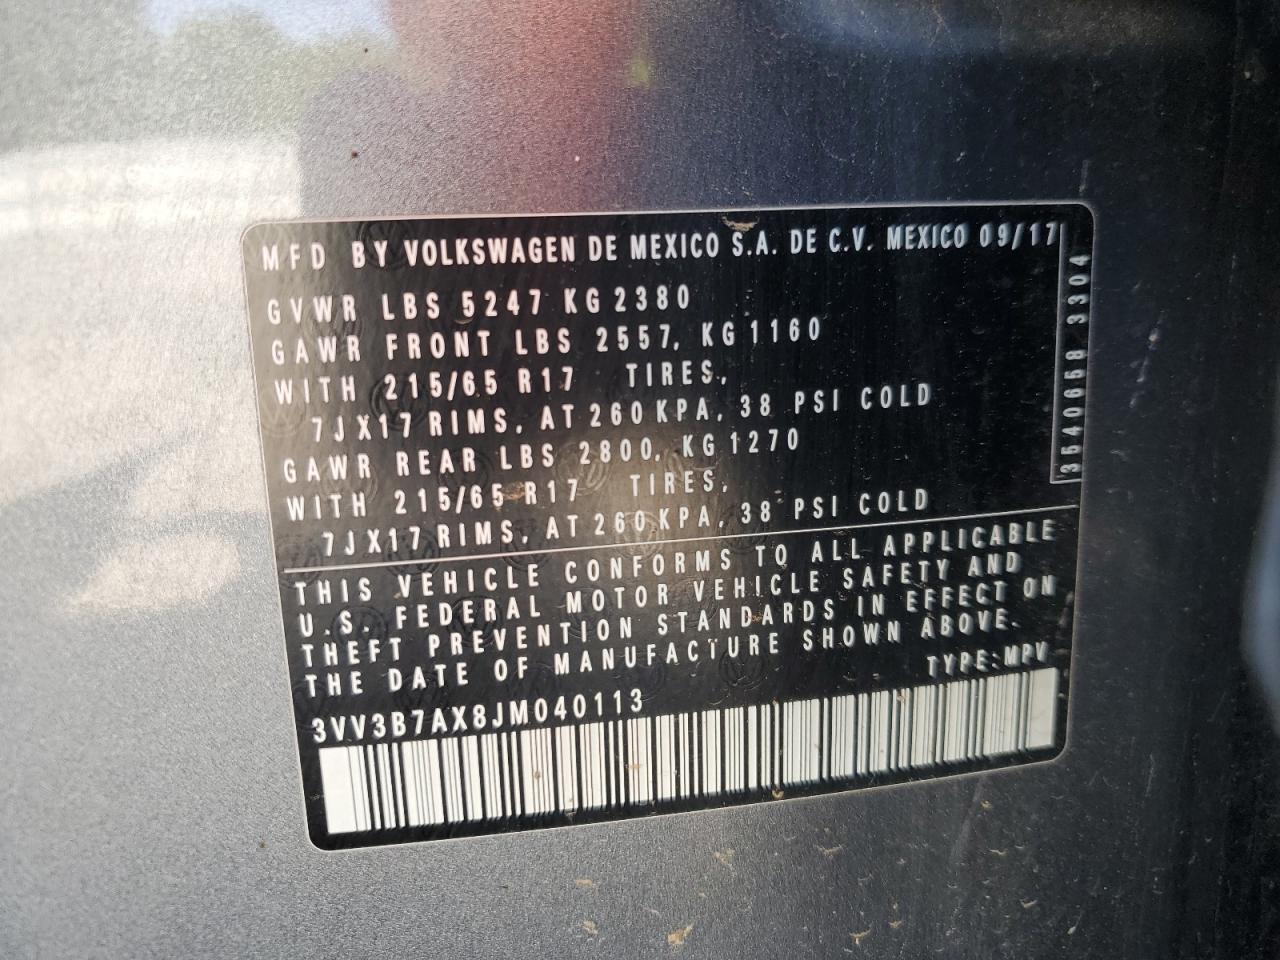 MFD BY VOLKSWAGEN DE MEXICO S.A. DE C.V. MEXICO 09/17
GVWR LBS 5247 KG 2380
GAWR FRONT LBS 2557, KG 1160
WITH 215/65 R17 TIRES,
7JX17 RIMS, AT 260 KPA, 38 PSI COLD
GAWR REAR LBS 2800, KG 1270
WITH 215/65 R17 TIRES,
7JX17 RIMS, AT 260 KPA, 38 PSI COLD
3540658 3304
THIS VEHICLE CONFORMS TO ALL APPLICABLE
U.S. FEDERAL MOTOR VEHICLE SAFETY AND
THEFT PREVENTION STANDARDS IN EFFECT ON
THE DATE OF MANUFACTURE SHOWN ABOVE.
TYPE:MPV
3VV3B7AX8JM040113